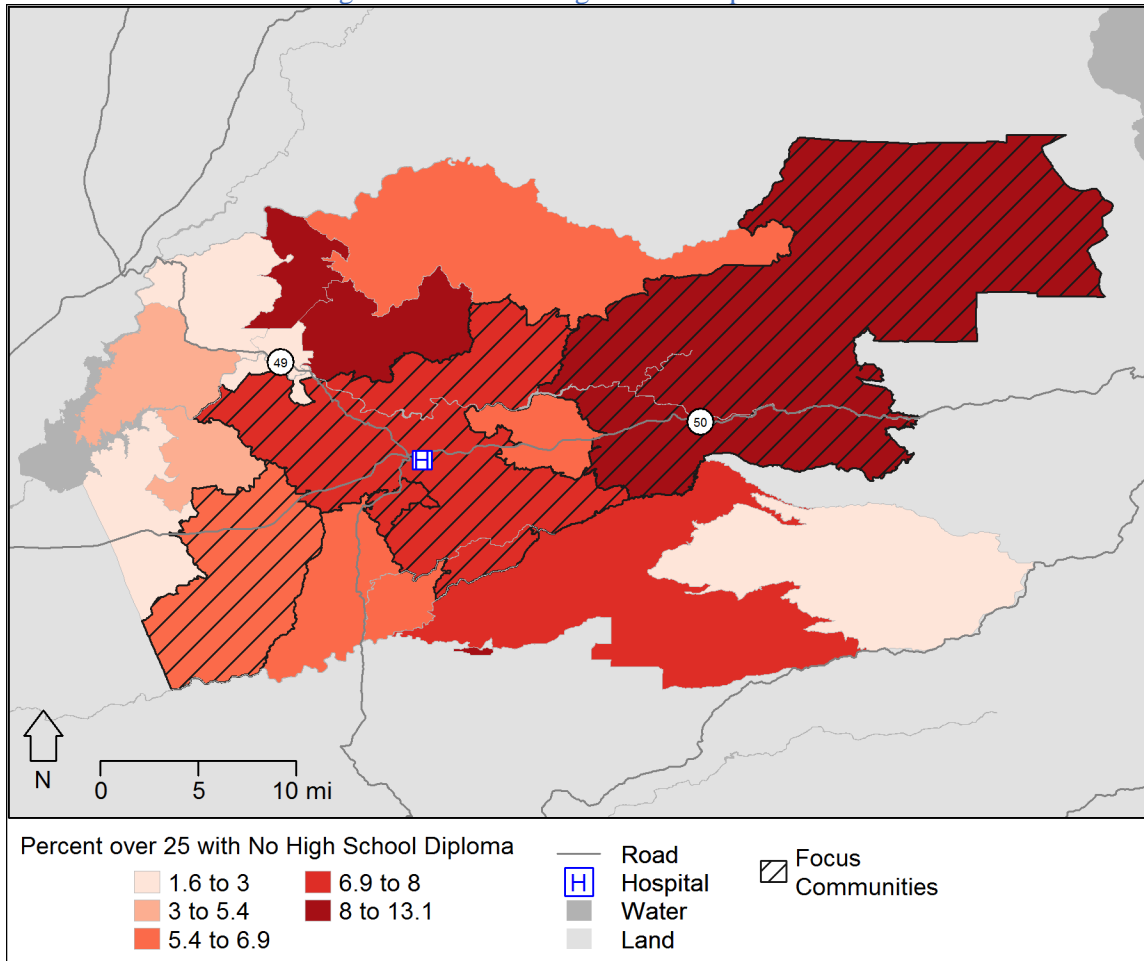 49
50
H
N
0 5 10 mi
Percent over 25 with No High School Diploma
1.6 to 3
3 to 5.4
5.4 to 6.9
6.9 to 8
8 to 13.1
Road
H Hospital
Water
Land
Focus
Communities